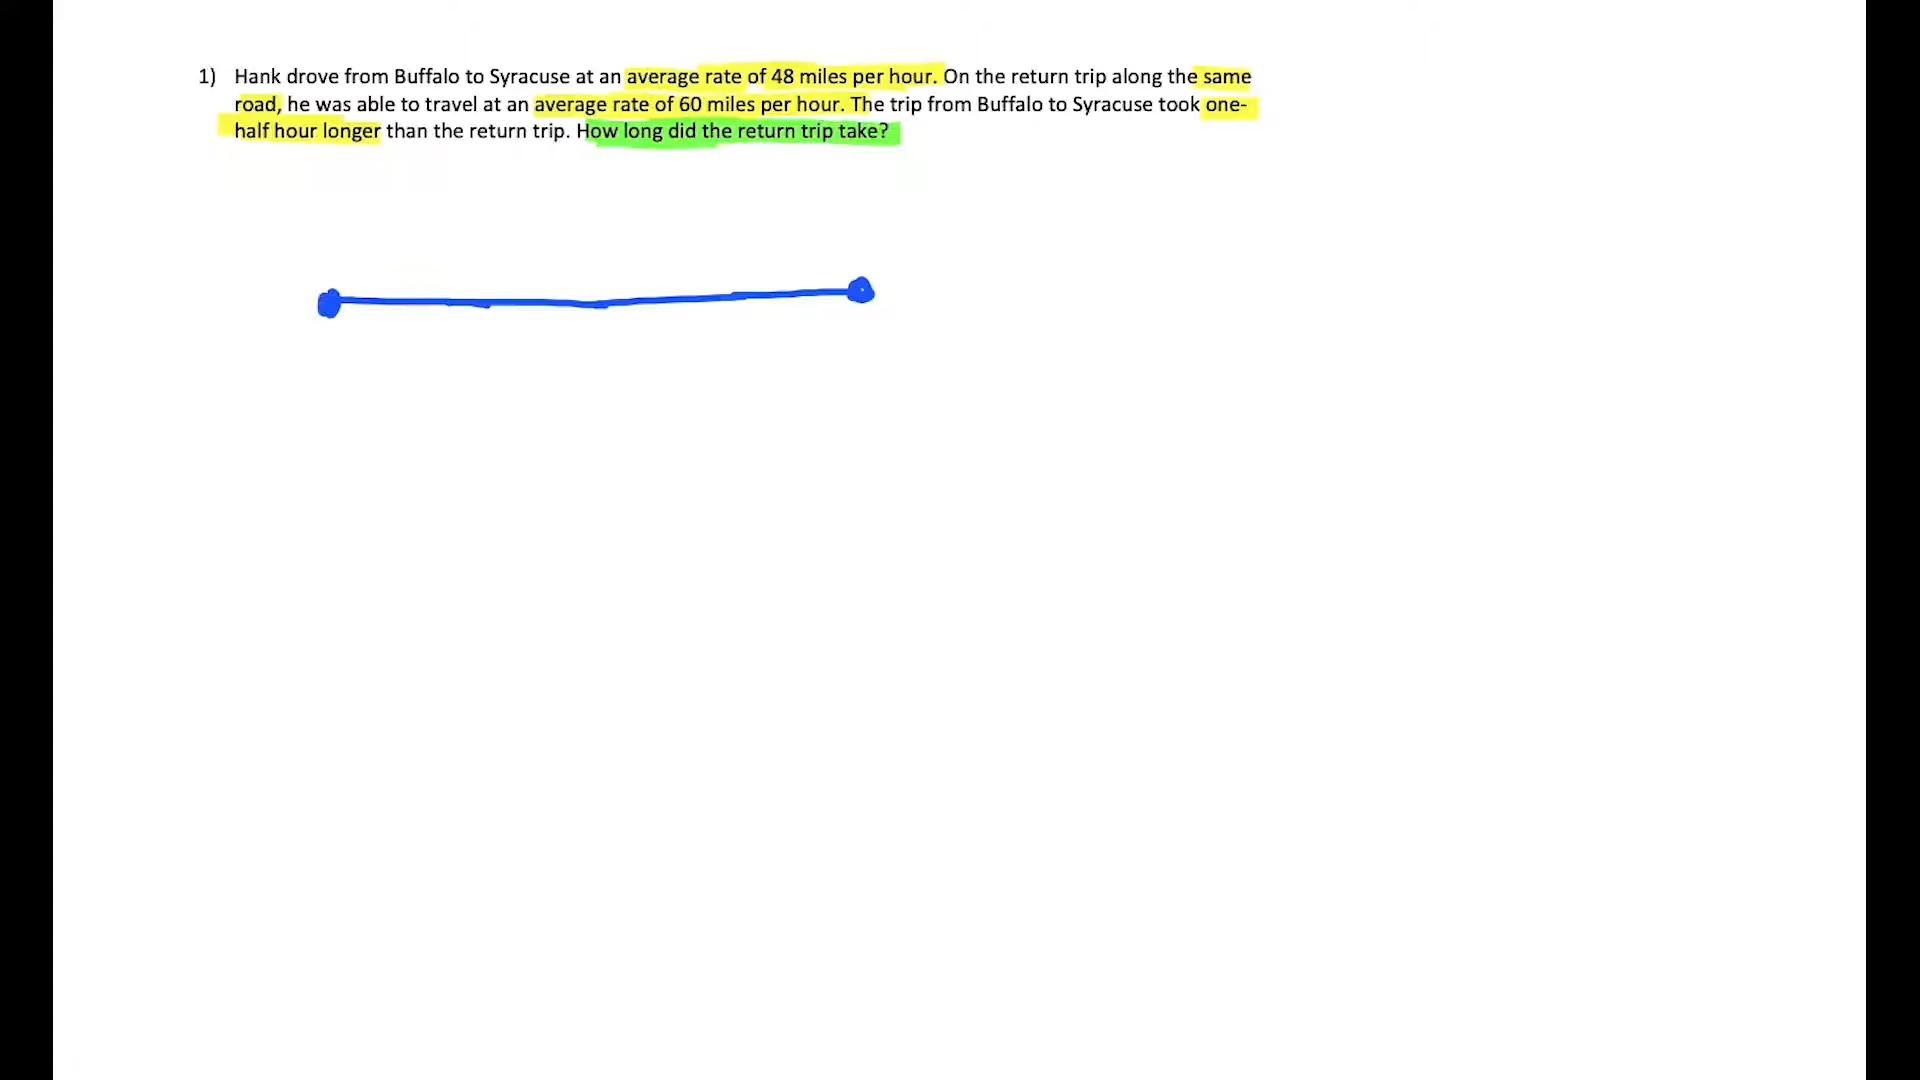 1) Hank drove from Buffalo to Syracuse at an average rate of 48 miles per hour. On the return trip along the same
road, he was able to travel at an average rate of 60 miles per hour. The trip from Buffalo to Syracuse took one-
half hour longer than the return trip. How long did the return trip take?